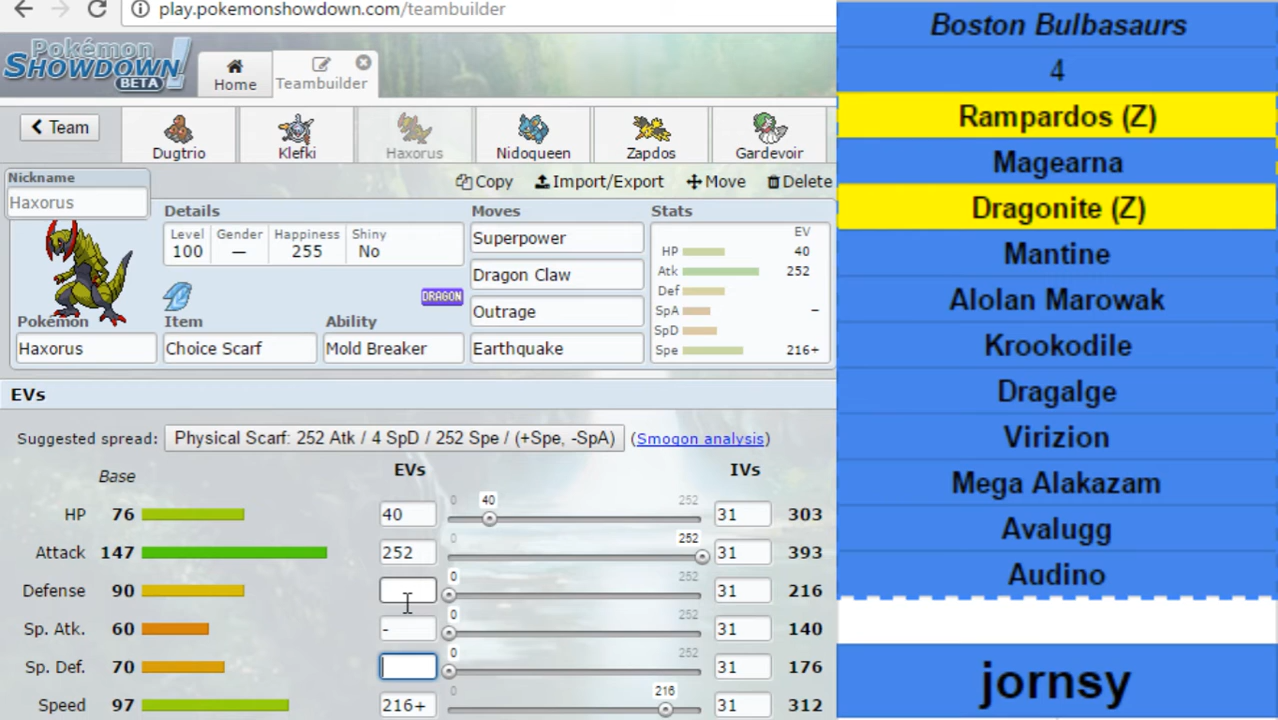 play.pokemonshowdown.com/teambuilder
Pokémon
SHOWDOWN!
BETA
Home
Teambuilder
Team
Dugtrio
Klefki
Haxorus
Nidoqueen
Zapdos
Gardevoir
Copy
Import/Export
Move
Delete
Nickname
Haxorus
Details
Level Gender Happiness Shiny
100 — 255 No
DRAGON
Pokémon
Haxorus
Item
Choice Scarf
Ability
Mold Breaker
Moves
Superpower
Dragon Claw
Outrage
Earthquake
Stats
EV
HP 40
Atk 252
Def
SpA –
SpD
Spe 216+
EVs
Suggested spread: Physical Scarf: 252 Atk / 4 SpD / 252 Spe / (+Spe, -SpA) (Smogon analysis)
Base EVs IVs
HP 76 40 0 40 252 31 303
Attack 147 252 0 252 31 393
Defense 90 0 252 31 216
Sp. Atk. 60 - 0 252 31 140
Sp. Def. 70 0 252 31 176
Speed 97 216+ 0 216 252 31 312
Boston Bulbasaurs
4
Rampardos (Z)
Magearna
Dragonite (Z)
Mantine
Alolan Marowak
Krookodile
Dragalge
Virizion
Mega Alakazam
Avalugg
Audino
jornsy